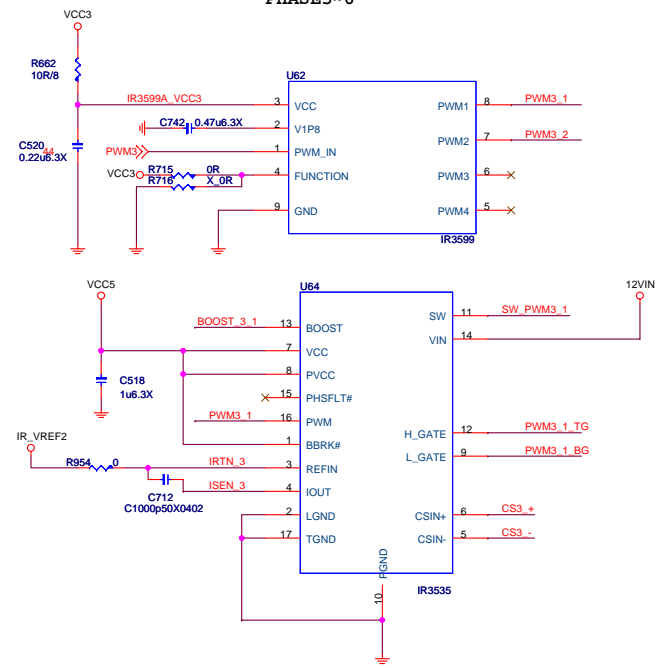 VCC3
R662
10R/8
IR3599A_VCC3
C520
0.22u6.3X
44
C742 0.47u6.3X
PWM3
VCC3 R715 0R
R716 X_0R
U62
3 VCC
2 V1P8
1 PWM_IN
4 FUNCTION
9 GND
PWM1 8 PWM3_1
PWM2 7 PWM3_2
PWM3 6
PWM4 5
IR3599
VCC5
C518
1u6.3X
IR_VREF2
R954 0
C712
C1000p50X0402
U64
BOOST_3_1 13 BOOST
7 VCC
8 PVCC
15 PHSFLT#
PWM3_1 16 PWM
1 BBRK#
IRTN_3 3 REFIN
ISEN_3 4 IOUT
2 LGND
17 TGND
PGND
10
12VIN
SW 11 SW_PWM3_1
VIN 14
H_GATE 12 PWM3_1_TG
L_GATE 9 PWM3_1_BG
CSIN+ 6 CS3_+
CSIN- 5 CS3_-
IR3535